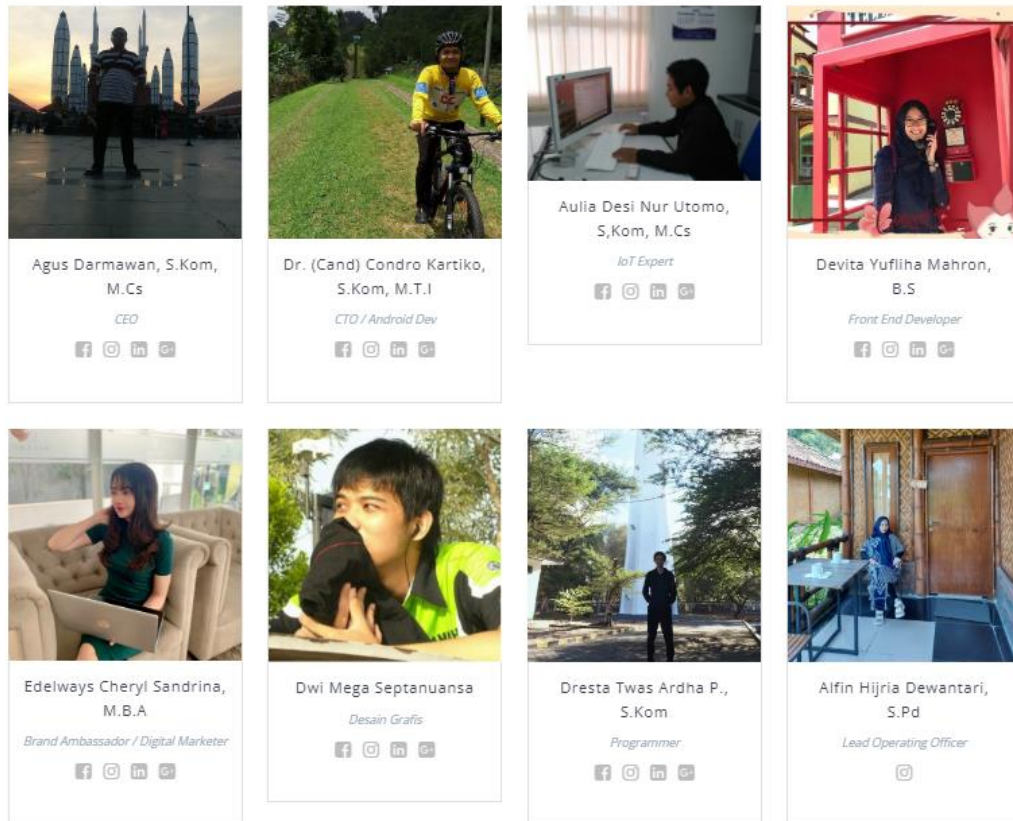 Agus Darmawan, S.Kom,
M.Cs
CEO
Dr. (Cand) Condro Kartiko,
S.Kom, M.T.I
CTO / Android Dev
Aulia Desi Nur Utomo,
S,Kom, M.Cs
IoT Expert
Devita Yufliha Mahron,
B.S
Front End Developer
Edelways Cheryl Sandrina,
M.B.A
Brand Ambassador / Digital Marketer
Dwi Mega Septanuansa
Desain Grafis
Dresta Twas Ardha P.,
S.Kom
Programmer
Alfin Hijria Dewantari,
S.Pd
Lead Operating Officer